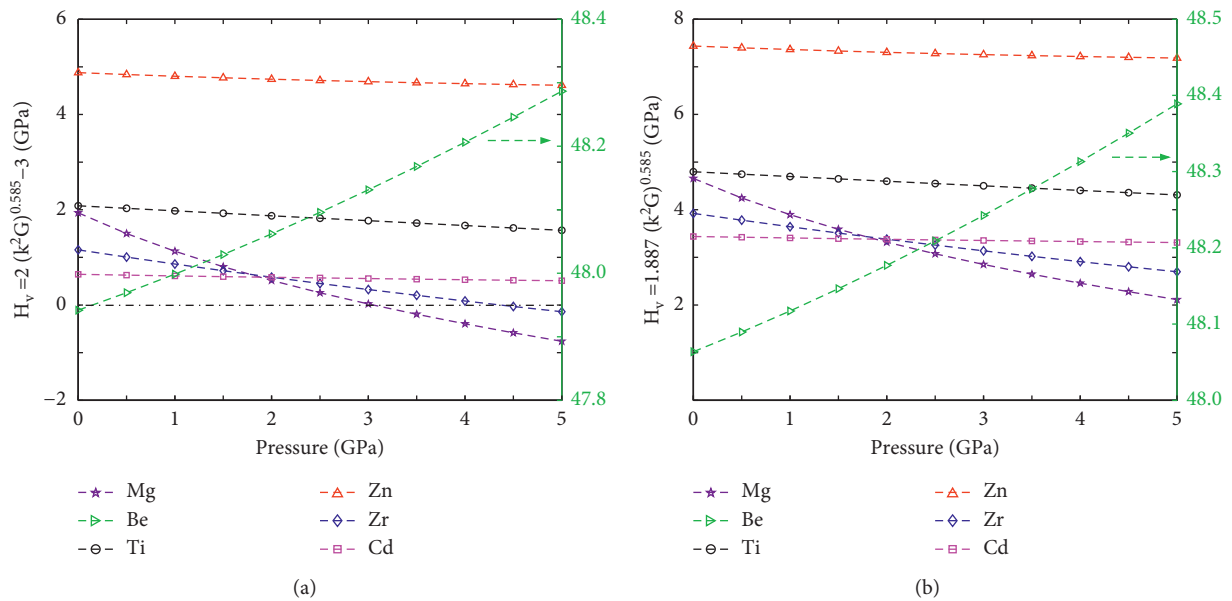 6
4
2
0
−2
H_v =2 (k²G)^0.585−3 (GPa)
48.4
48.2
48.0
47.8
0 1 2 3 4 5
Pressure (GPa)
Mg
Be
Ti
Zn
Zr
Cd
(a)
8
6
4
2
H_v =1.887 (k²G)^0.585 (GPa)
48.5
48.4
48.3
48.2
48.1
48.0
0 1 2 3 4 5
Pressure (GPa)
Mg
Be
Ti
Zn
Zr
Cd
(b)